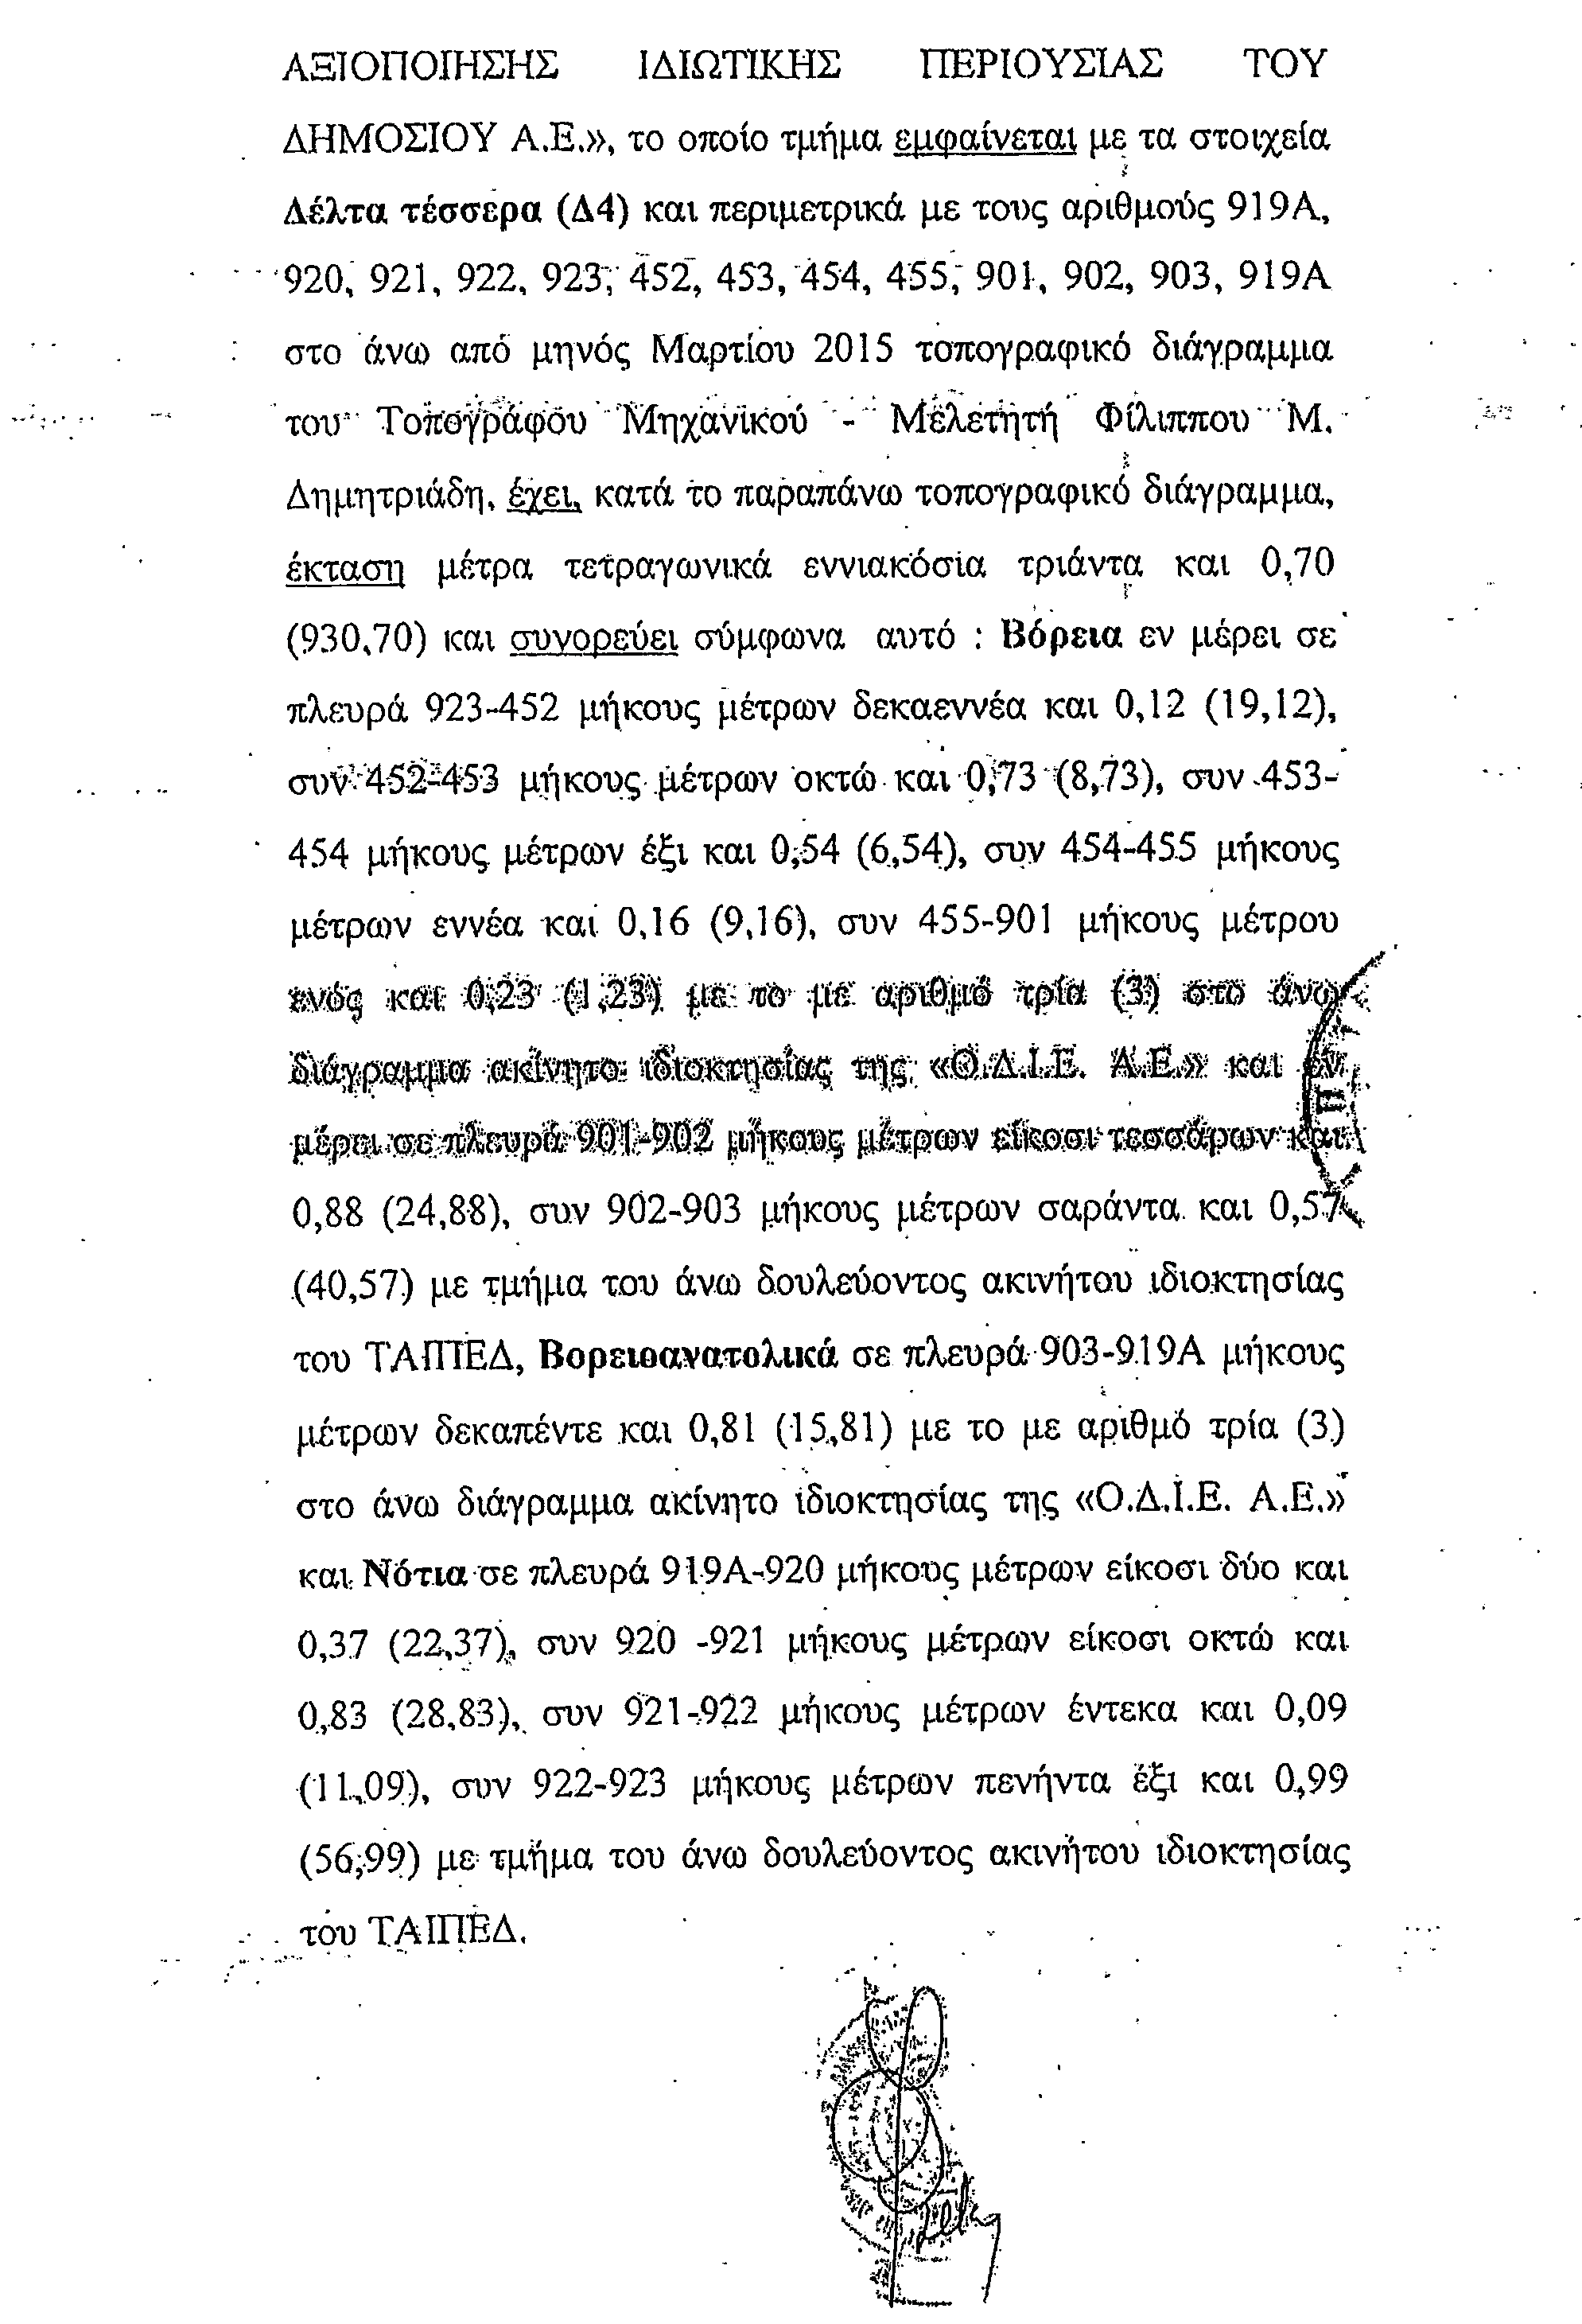 ΑΞΙΟΠΟΙΗΣΗΣ ΙΔΙΩΤΙΚΗΣ ΠΕΡΙΟΥΣΙΑΣ ΤΟΥ
ΔΗΜΟΣΙΟΥ Α.Ε.», το οποίο τμήμα εμφαίνεται με τα στοιχεία
Δέλτα τέσσερα (Δ4) και περιμετρικά με τους αριθμούς 919Α,
920, 921, 922, 923, 452, 453, 454, 455, 901, 902, 903, 919Α
στο άνω από μηνός Μαρτίου 2015 τοπογραφικό διάγραμμα
του Τοπογράφου Μηχανικού - Μελετητή Φίλιππου Μ.
Δημητριάδη, έχει, κατά το παραπάνω τοπογραφικό διάγραμμα,
έκταση μέτρα τετραγωνικά εννιακόσια τριάντα και 0,70
(930,70) και συνορεύει σύμφωνα αυτό : Βόρεια εν μέρει σε
πλευρά 923-452 μήκους μέτρων δεκαεννέα και 0,12 (19,12),
συν 452-453 μήκους μέτρων οκτώ και 0,73 (8,73), συν 453-
454 μήκους μέτρων έξι και 0,54 (6,54), συν 454-455 μήκους
μέτρων εννέα και 0,16 (9,16), συν 455-901 μήκους μέτρου
ενός και 0,23 (1,23) με το με αριθμό τρία (3) στο άνω
διάγραμμα ακίνητο ιδιοκτησίας της «Ο.Δ.Ι.Ε. Α.Ε.» και εν
μέρει σε πλευρά 901-902 μήκους μέτρων είκοσι τεσσάρων και
0,88 (24,88), συν 902-903 μήκους μέτρων σαράντα και 0,57
(40,57) με τμήμα του άνω δουλεύοντος ακινήτου ιδιοκτησίας
του ΤΑΙΠΕΔ, Βορειοανατολικά σε πλευρά 903-919Α μήκους
μέτρων δεκαπέντε και 0,81 (15,81) με το με αριθμό τρία (3)
στο άνω διάγραμμα ακίνητο ιδιοκτησίας της «Ο.Δ.Ι.Ε. Α.Ε.»
και Νότια σε πλευρά 919Α-920 μήκους μέτρων είκοσι δύο και
0,37 (22,37), συν 920 -921 μήκους μέτρων είκοσι οκτώ και
0,83 (28,83), συν 921-922 μήκους μέτρων έντεκα και 0,09
(11,09), συν 922-923 μήκους μέτρων πενήντα έξι και 0,99
(56,99) με τμήμα του άνω δουλεύοντος ακινήτου ιδιοκτησίας
του ΤΑΙΠΕΔ.